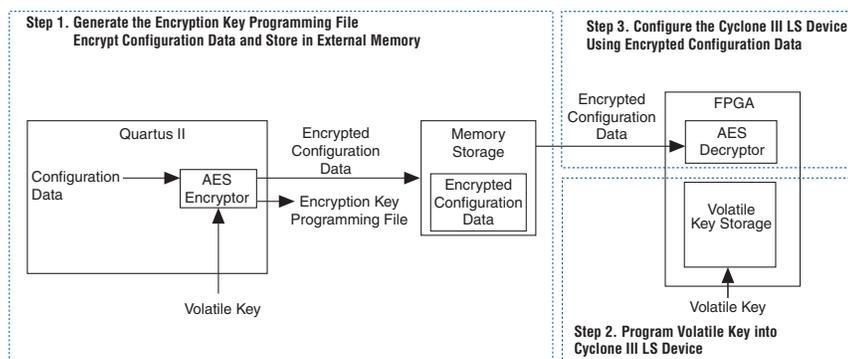 Step 1. Generate the Encryption Key Programming File
Encrypt Configuration Data and Store in External Memory
Quartus II
Configuration
Data
AES
Encryptor
Volatile Key
Encrypted
Configuration
Data
Encryption Key
Programming File
Memory
Storage
Encrypted
Configuration
Data
Step 3. Configure the Cyclone III LS Device
Using Encrypted Configuration Data
Encrypted
Configuration
Data
FPGA
AES
Decryptor
Volatile
Key Storage
Volatile Key
Step 2. Program Volatile Key into
Cyclone III LS Device